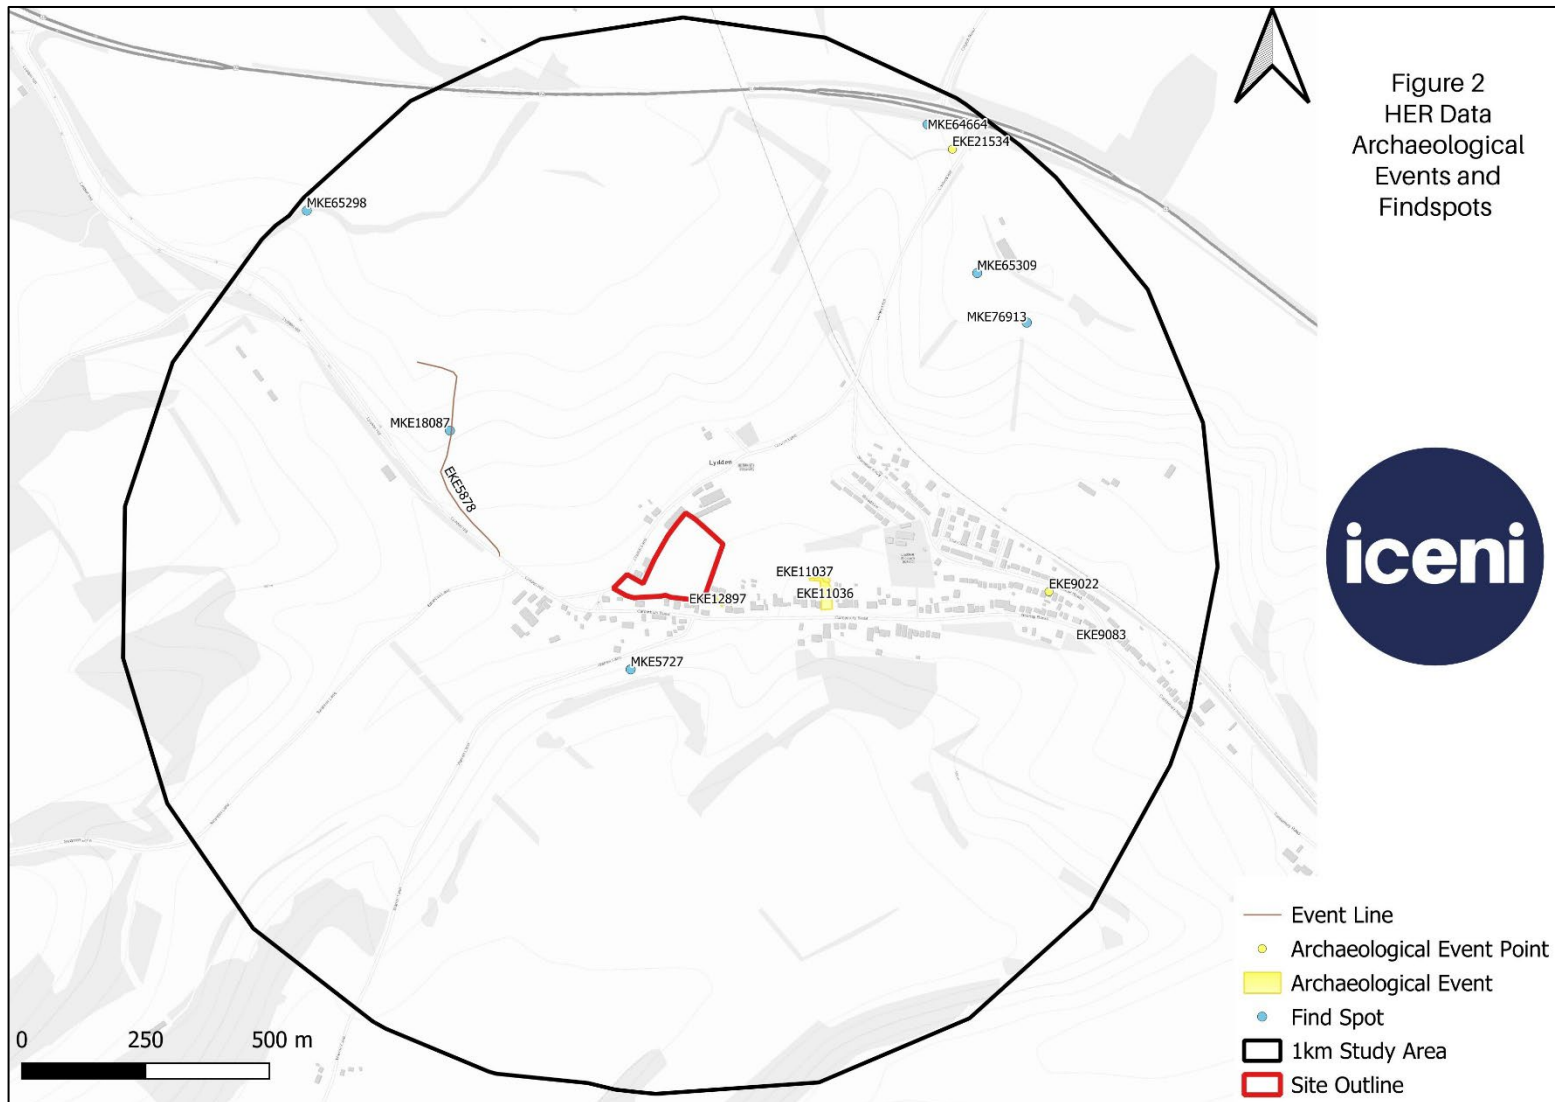 Figure 2
HER Data
Archaeological
Events and
Findspots
MKE64664
EKE21534
MKE65298
MKE65309
MKE76913
MKE18087
EKE5878
Lydden
EKE11037
EKE11036
EKE12897
EKE9022
EKE9083
MKE5727
iceni
Event Line
Archaeological Event Point
Archaeological Event
Find Spot
1km Study Area
Site Outline
0 250 500 m